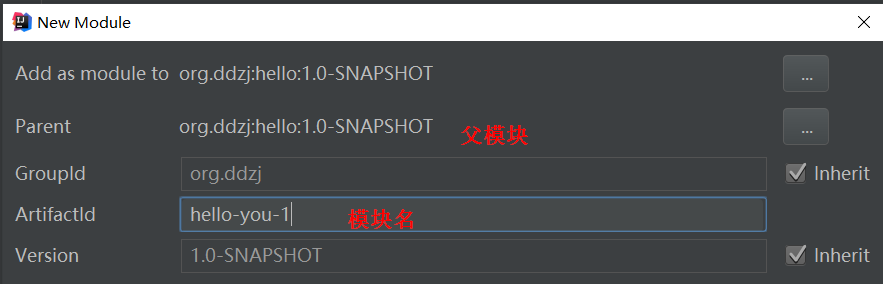 New Module
Add as module to org.ddzj:hello:1.0-SNAPSHOT ...
Parent org.ddzj:hello:1.0-SNAPSHOT 父模块 ...
GroupId org.ddzj Inherit
ArtifactId hello-you-1 模块名
Version 1.0-SNAPSHOT Inherit